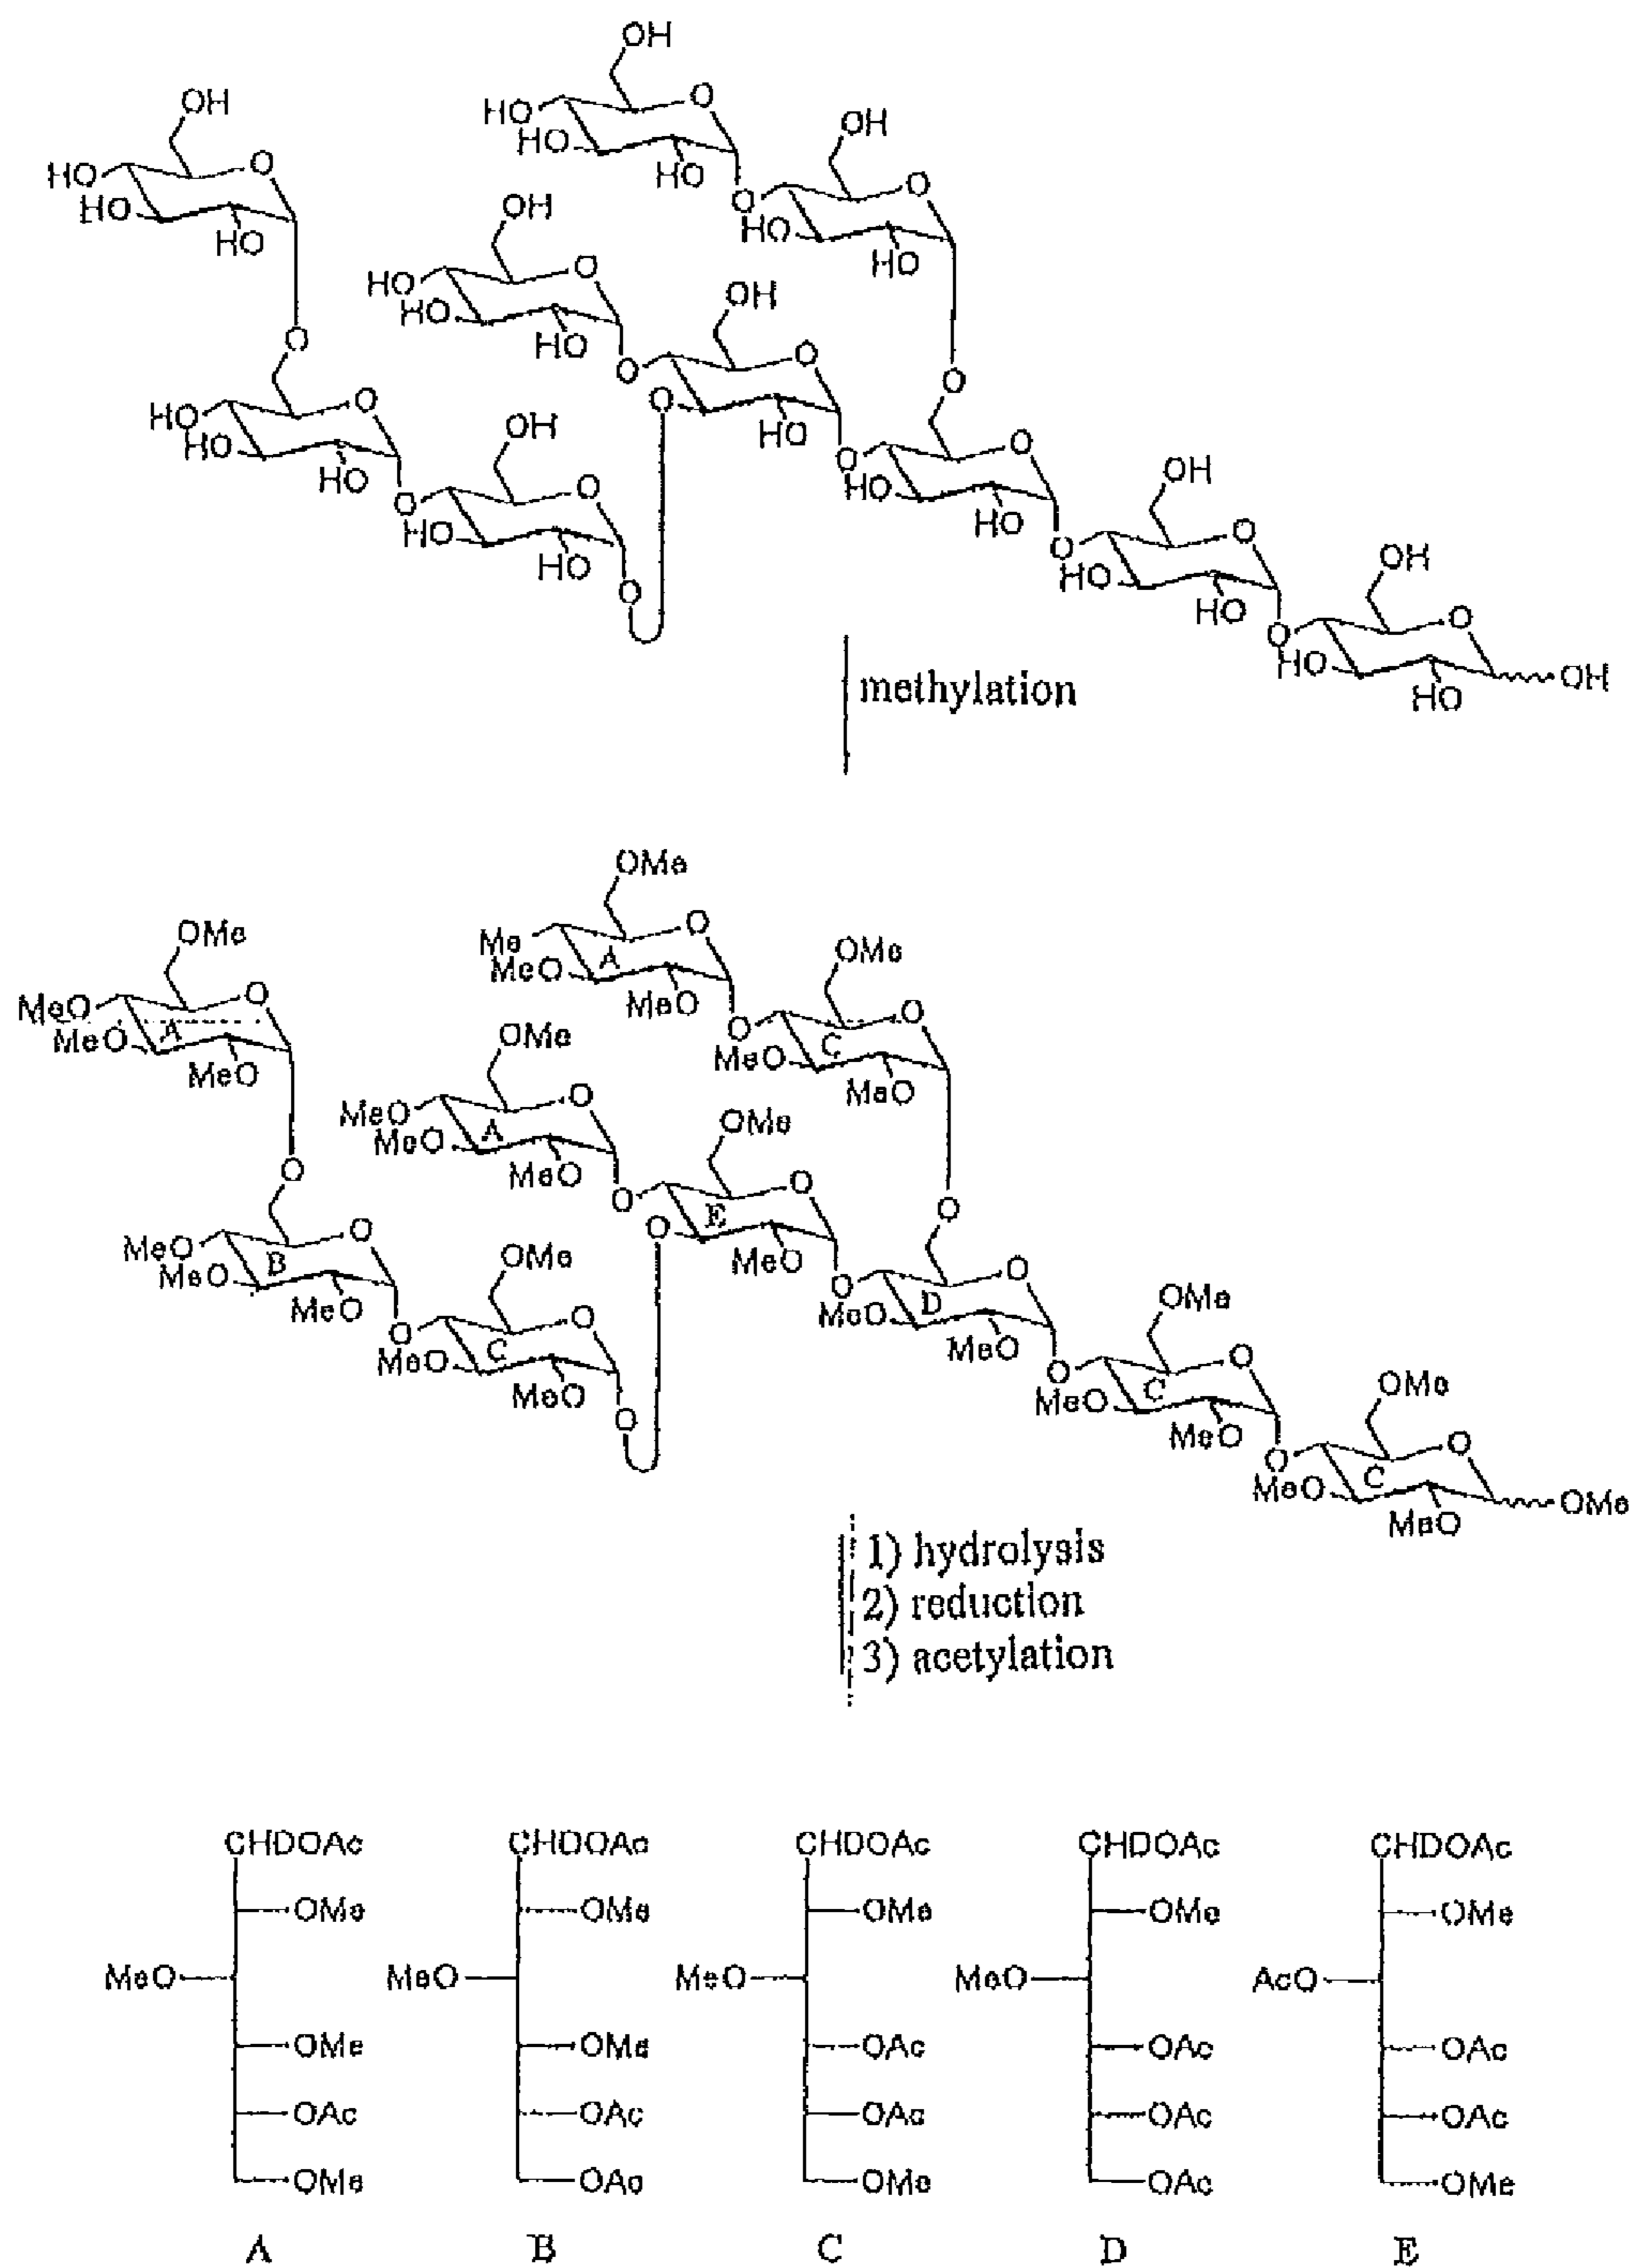 OH
OH
HO O
OH
HO
O
HO HO
O
HO
HO
O HO
OH
HO
HO
O
HO
HO
OH
O
HO
HO
O
O
O
O
O
HO
O
HO
HO
OH
HO
O
O
OH
HO
O
HO
O
HO
O
HO
HO
O
O
HO
OH
HO
O
HO
O
O
HO
OH
HO
methylation
OMe
OMe
O
Me
A
MeO
OMe
O
MeO
MeO
A
O
MeO
C
O
OMe
MeO
MeO
MeO
O
MeO
A
MeO
OMe
MeO
O
O
O
E
O
O
O
MeO
B
MeO
OMe
MeO
O
MeO
O
D
O
MeO
OMe
O
C
O
MeO
MeO
MeO
O
O
C
OMe
MeO
MeO
O
O
O
C
MeO
OMe
MeO
1) hydrolysis
2) reduction
3) acetylation
CHDOAc CHDOAc CHDOAc CHDOAc CHDOAc
OMe OMe OMe OMe OMe
MeO MeO MeO MeO AcO
OMe OMe OAc OAc OAc
OAc OAc OAc OAc OAc
OMe OAc OMe OAc OMe
A B C D E